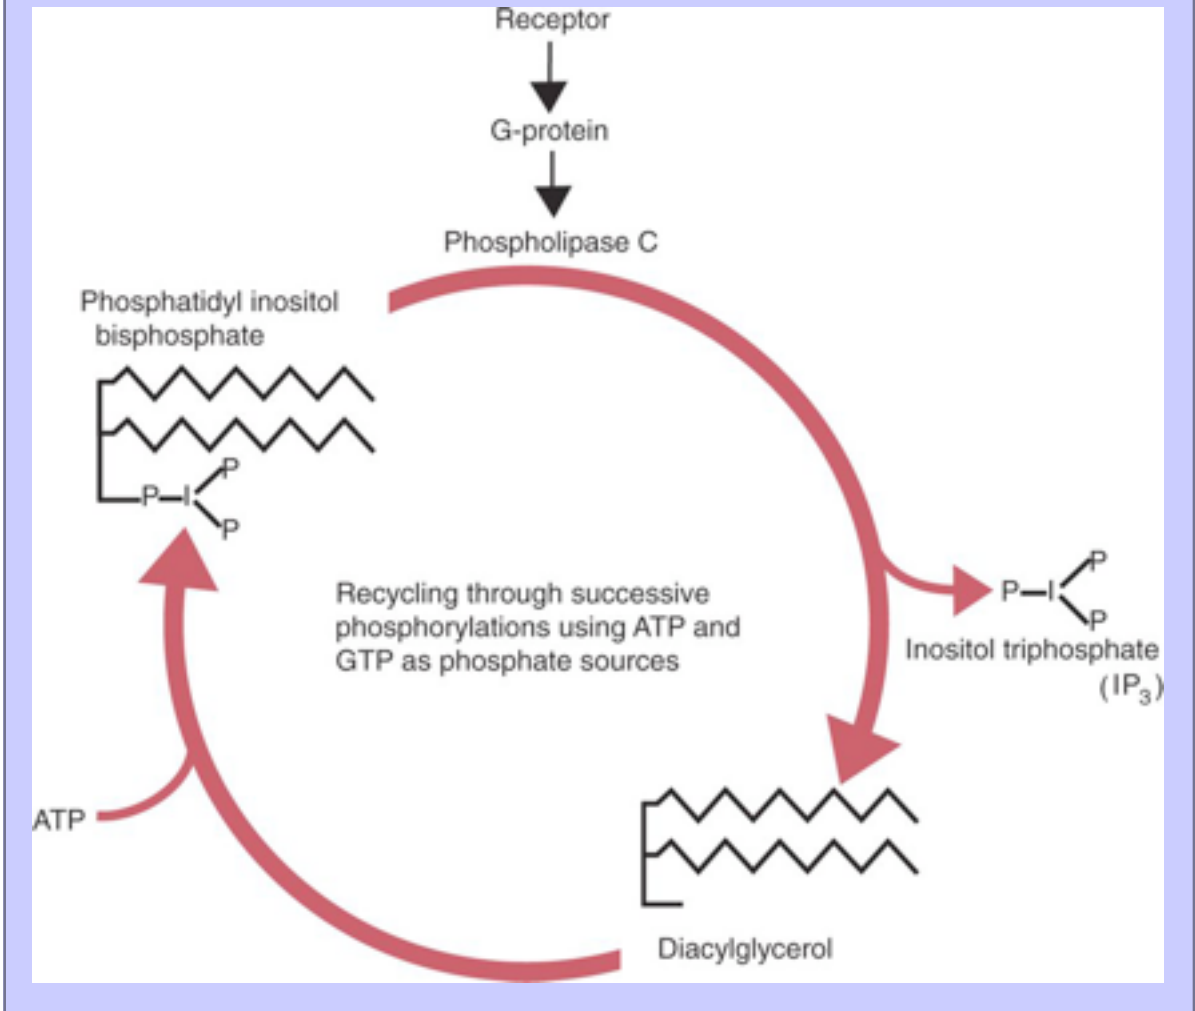 Receptor
G-protein
Phospholipase C
Phosphatidyl inositol
bisphosphate
P
P–I
P
Recycling through successive
phosphorylations using ATP and
GTP as phosphate sources
P
P–I
P
Inositol triphosphate
(IP₃)
ATP
Diacylglycerol